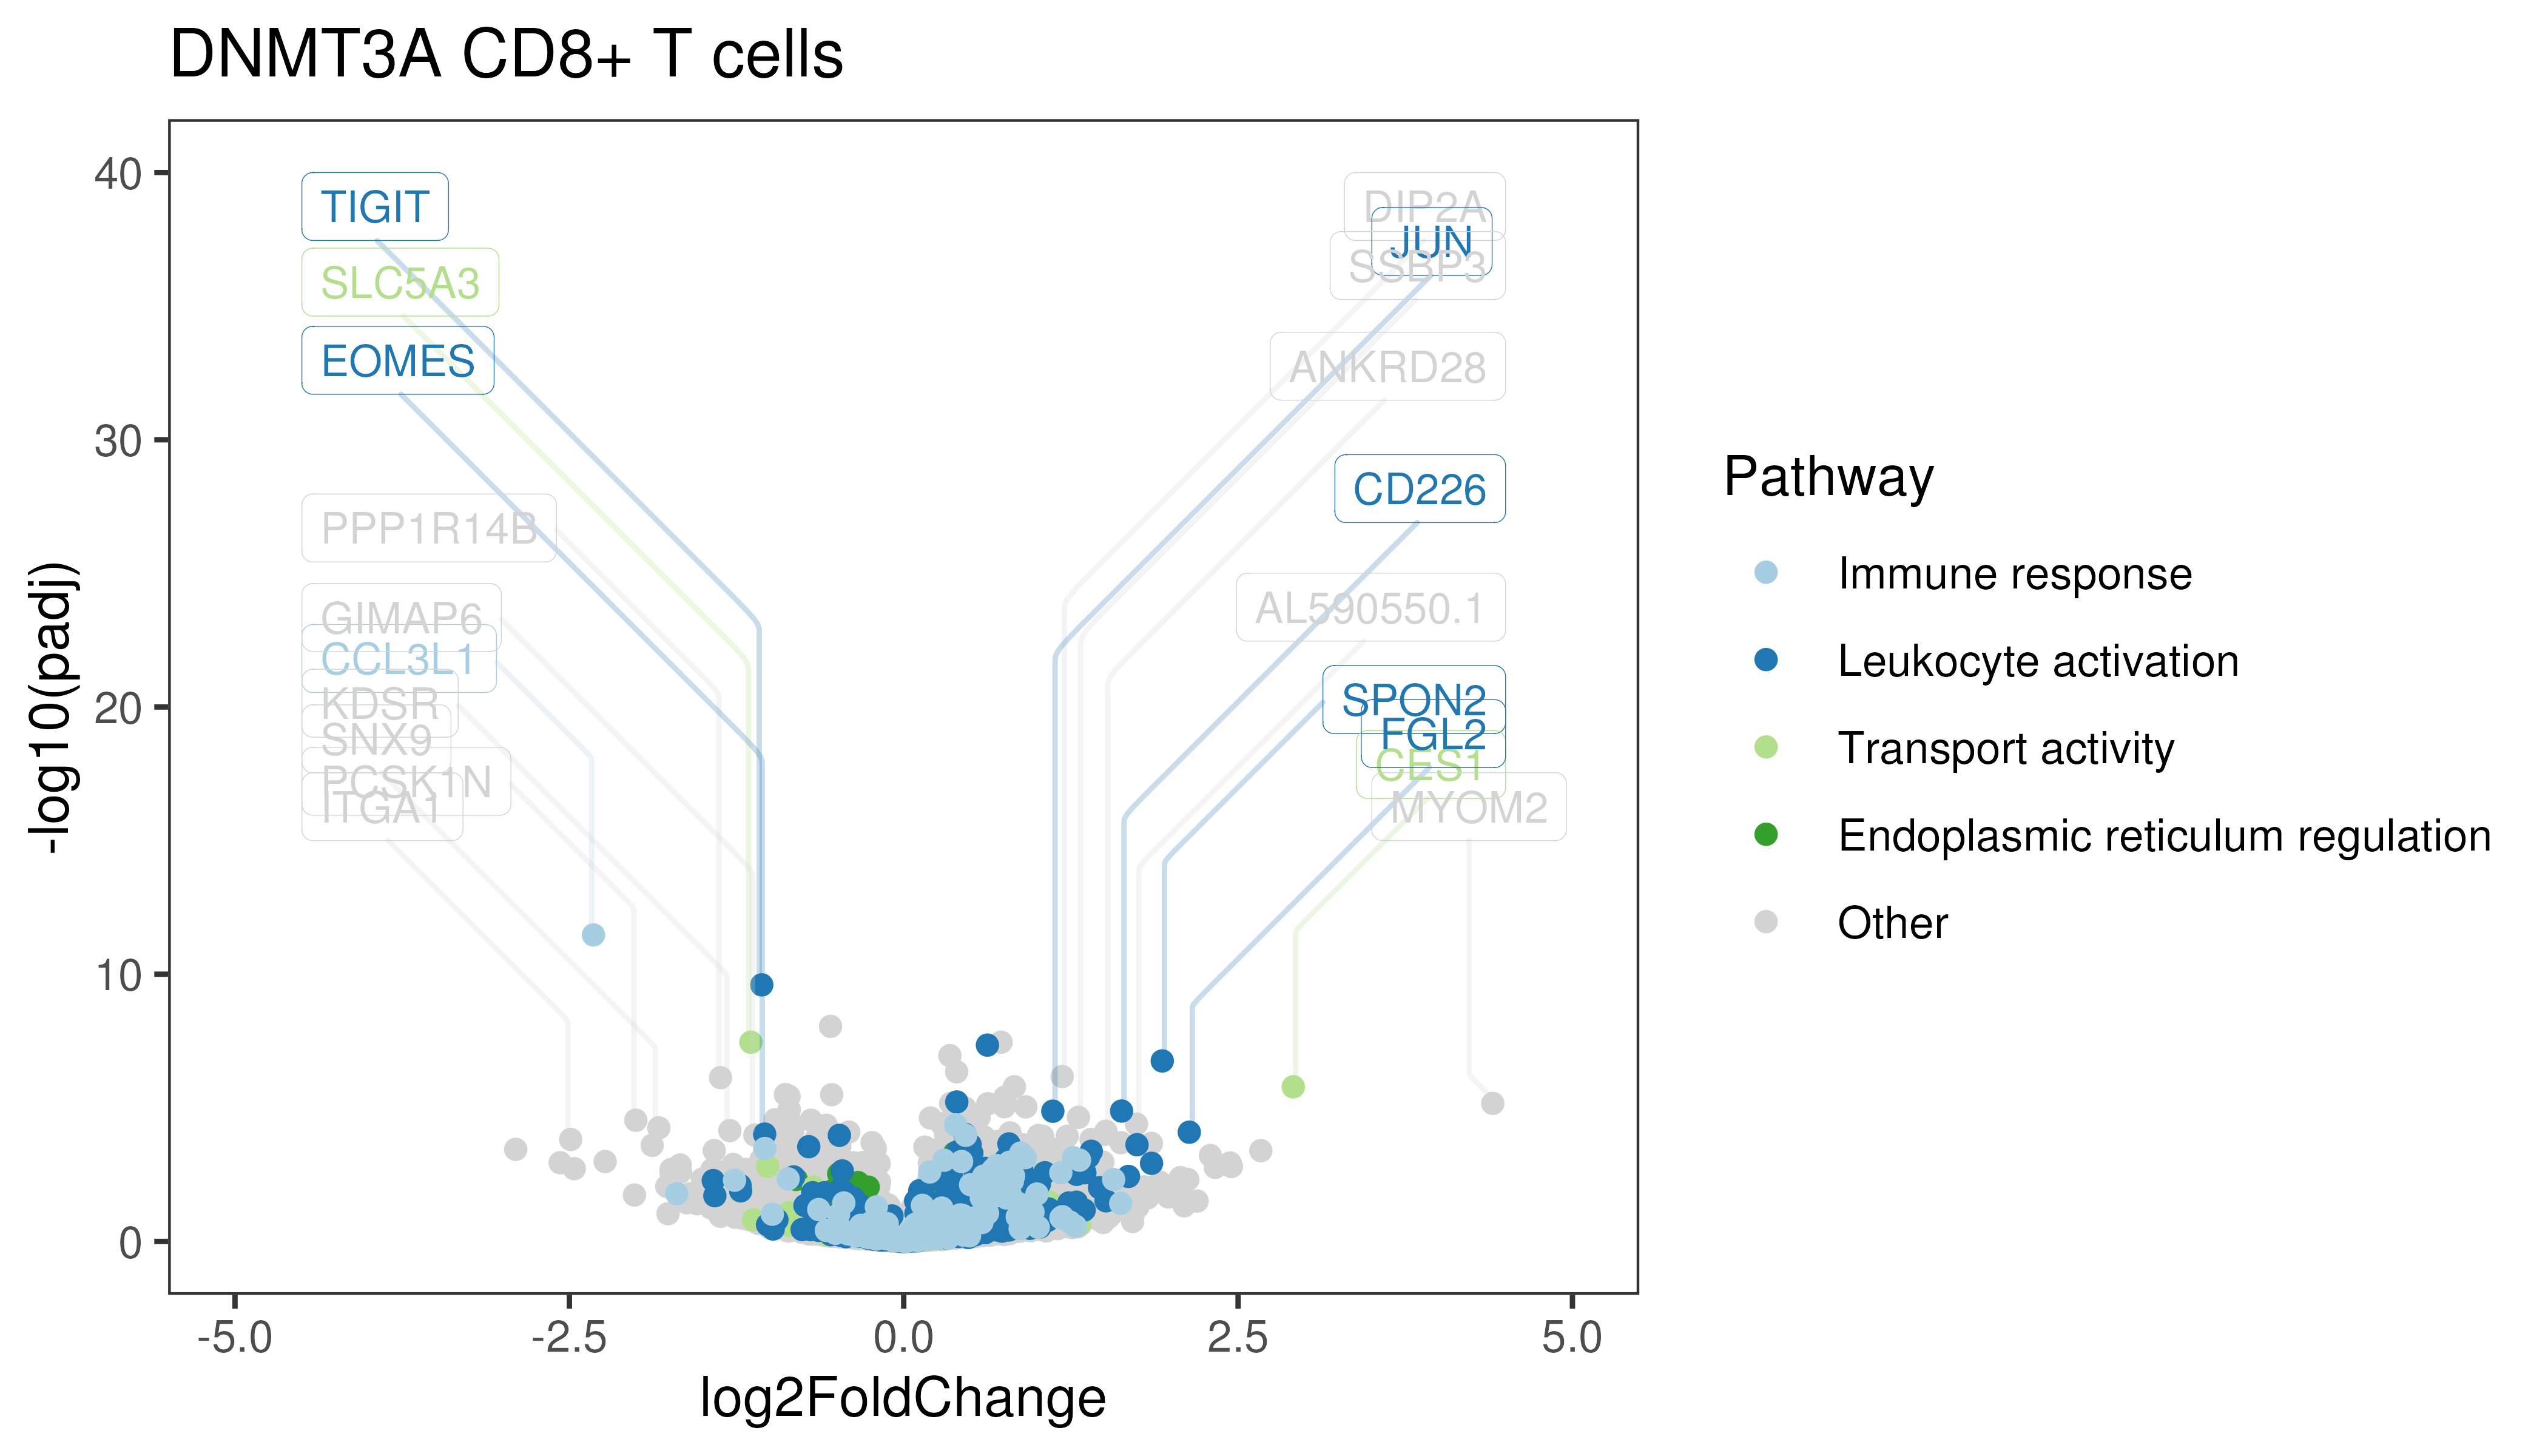 DNMT3A CD8+ T cells
-log10(padj)
40
30
20
10
0
TIGIT
SLC5A3
EOMES
PPP1R14B
GIMAP6
CCL3L1
KDSR
SNX9
PCSK1N
ITGA1
DIP2A
JUN
SSBP3
ANKRD28
CD226
AL590550.1
SPON2
FGL2
CES1
MYOM2
-5.0
-2.5
0.0
2.5
5.0
log2FoldChange
Pathway
Immune response
Leukocyte activation
Transport activity
Endoplasmic reticulum regulation
Other